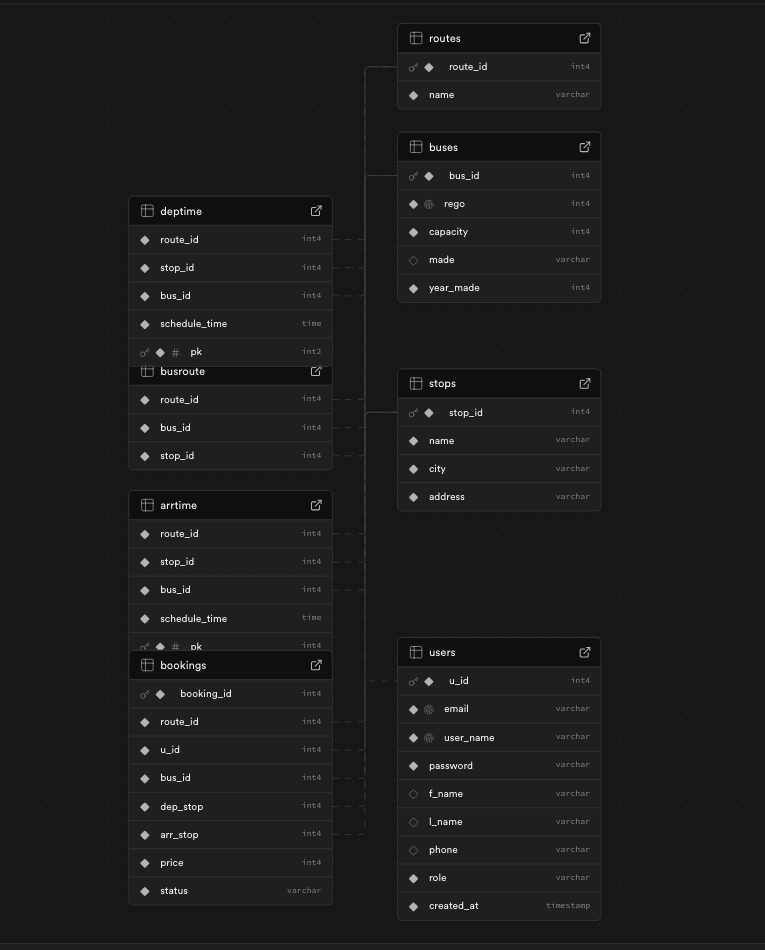 deptime
route_id int4
stop_id int4
bus_id int4
schedule_time time
pk int2
busroute
route_id int4
bus_id int4
stop_id int4
arrtime
route_id int4
stop_id int4
bus_id int4
schedule_time time
pk int4
bookings
booking_id int4
route_id int4
u_id int4
bus_id int4
dep_stop int4
arr_stop int4
price int4
status varchar
routes
route_id int4
name varchar
buses
bus_id int4
rego int4
capacity int4
made varchar
year_made int4
stops
stop_id int4
name varchar
city varchar
address varchar
users
u_id int4
email varchar
user_name varchar
password varchar
f_name varchar
l_name varchar
phone varchar
role varchar
created_at timestamp